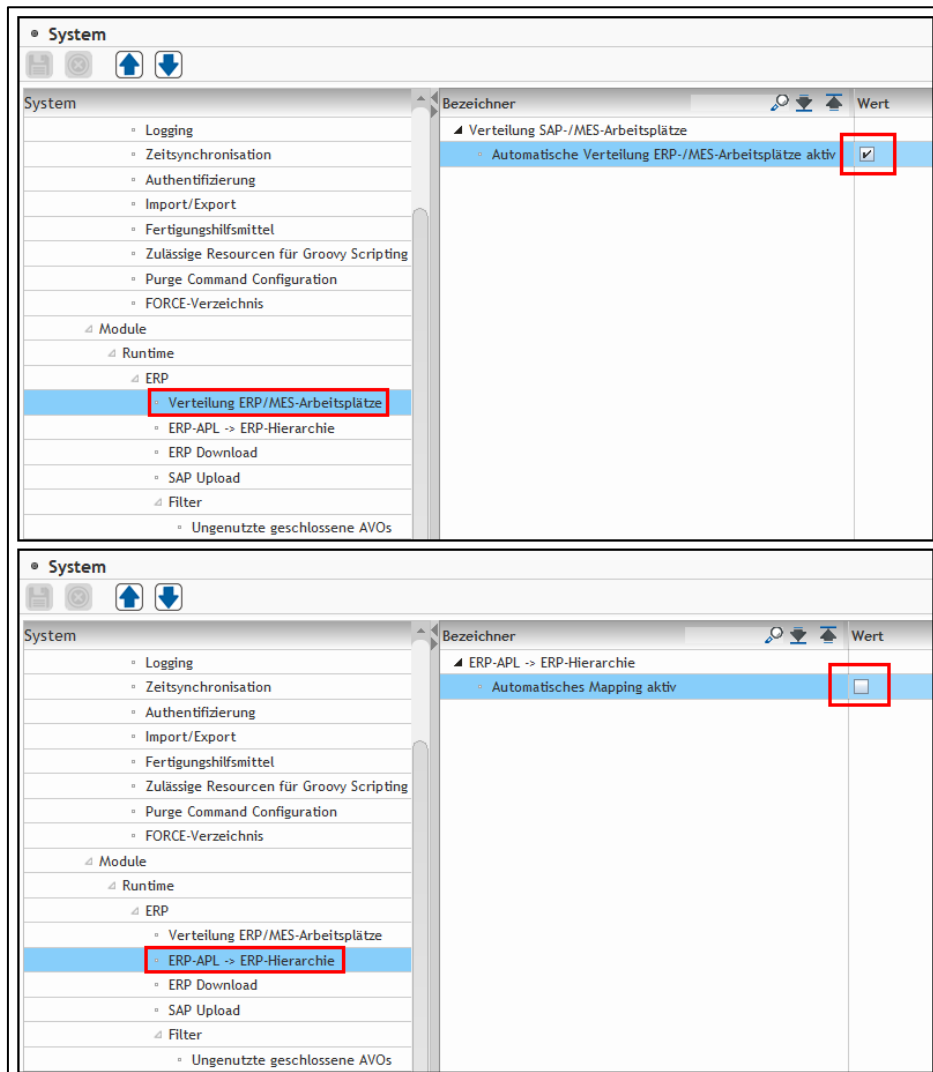 System
System
Bezeichner
Wert
Logging
Verteilung SAP-/MES-Arbeitsplätze
Zeitsynchronisation
Automatische Verteilung ERP-/MES-Arbeitsplätze aktiv
Authentifizierung
Import/Export
Fertigungshilfsmittel
Zulässige Resourcen für Groovy Scripting
Purge Command Configuration
FORCE-Verzeichnis
Module
Runtime
ERP
Verteilung ERP/MES-Arbeitsplätze
ERP-APL -> ERP-Hierarchie
ERP Download
SAP Upload
Filter
Ungenutzte geschlossene AVOs
System
System
Bezeichner
Wert
Logging
ERP-APL -> ERP-Hierarchie
Zeitsynchronisation
Automatisches Mapping aktiv
Authentifizierung
Import/Export
Fertigungshilfsmittel
Zulässige Resourcen für Groovy Scripting
Purge Command Configuration
FORCE-Verzeichnis
Module
Runtime
ERP
Verteilung ERP/MES-Arbeitsplätze
ERP-APL -> ERP-Hierarchie
ERP Download
SAP Upload
Filter
Ungenutzte geschlossene AVOs